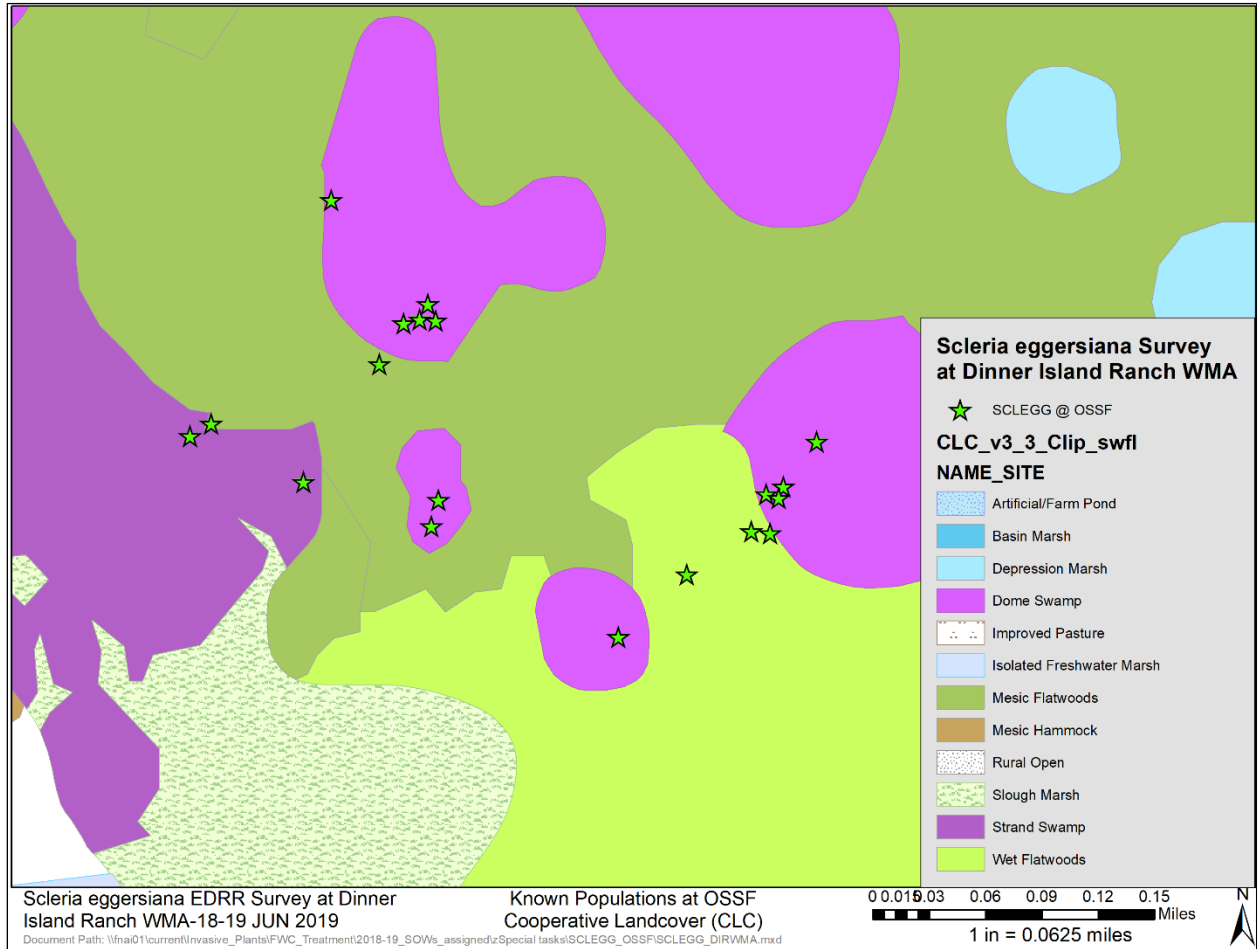 Scleria eggersiana Survey
at Dinner Island Ranch WMA
SCLEGG @ OSSF
CLC_v3_3_Clip_swfl
NAME_SITE
Artificial/Farm Pond
Basin Marsh
Depression Marsh
Dome Swamp
Improved Pasture
Isolated Freshwater Marsh
Mesic Flatwoods
Mesic Hammock
Rural Open
Slough Marsh
Strand Swamp
Wet Flatwoods
Scleria eggersiana EDRR Survey at Dinner
Island Ranch WMA-18-19 JUN 2019
Known Populations at OSSF
Cooperative Landcover (CLC)
0 0.015 0.03 0.06 0.09 0.12 0.15
Miles
1 in = 0.0625 miles
N
Document Path: \\fnai01\current\Invasive_Plants\FWC_Treatment\2018-19_SOWs_assigned\zSpecial tasks\SCLEGG_OSSF\SCLEGG_DIRWMA.mxd